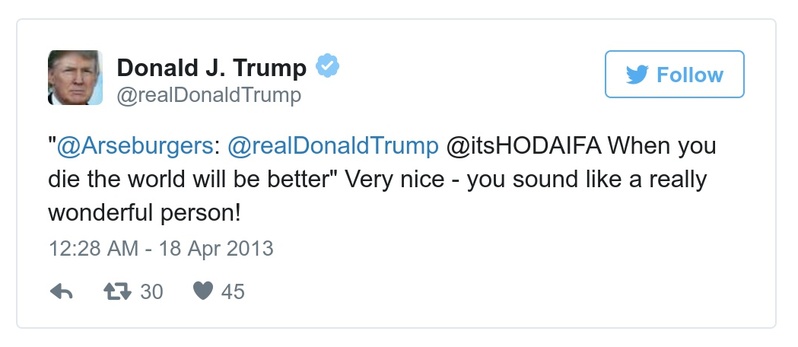 Donald J. Trump
@realDonaldTrump
Follow
"@Arseburgers: @realDonaldTrump @itsHODAIFA When you
die the world will be better" Very nice - you sound like a really
wonderful person!
12:28 AM - 18 Apr 2013
30 45